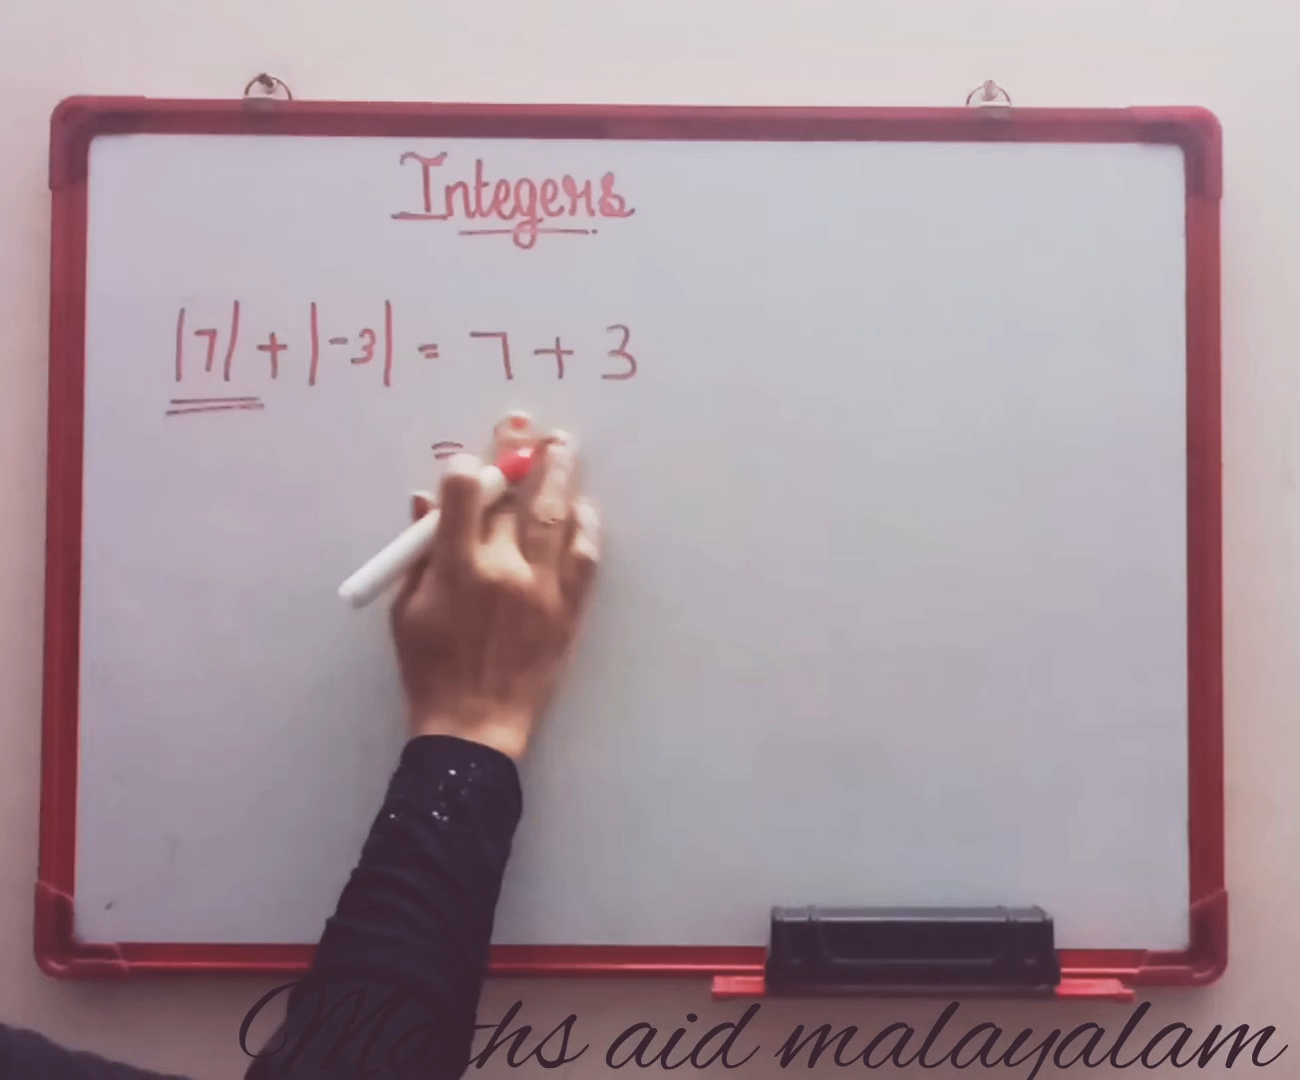 Integers
|7| + |-3| = 7 + 3
=
Maths aid malayalam